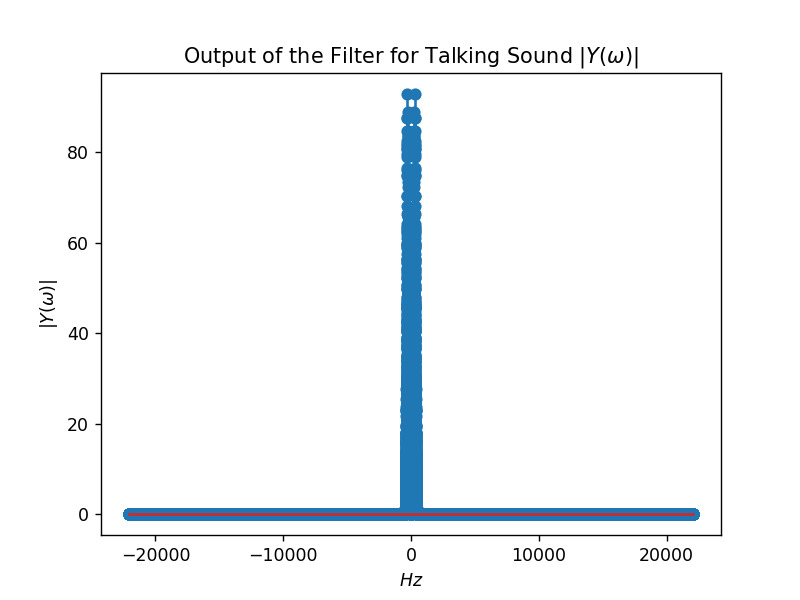 Output of the Filter for Talking Sound |Y(ω)|
80
60
40
20
0
|Y(ω)|
−20000 −10000 0 10000 20000
Hz